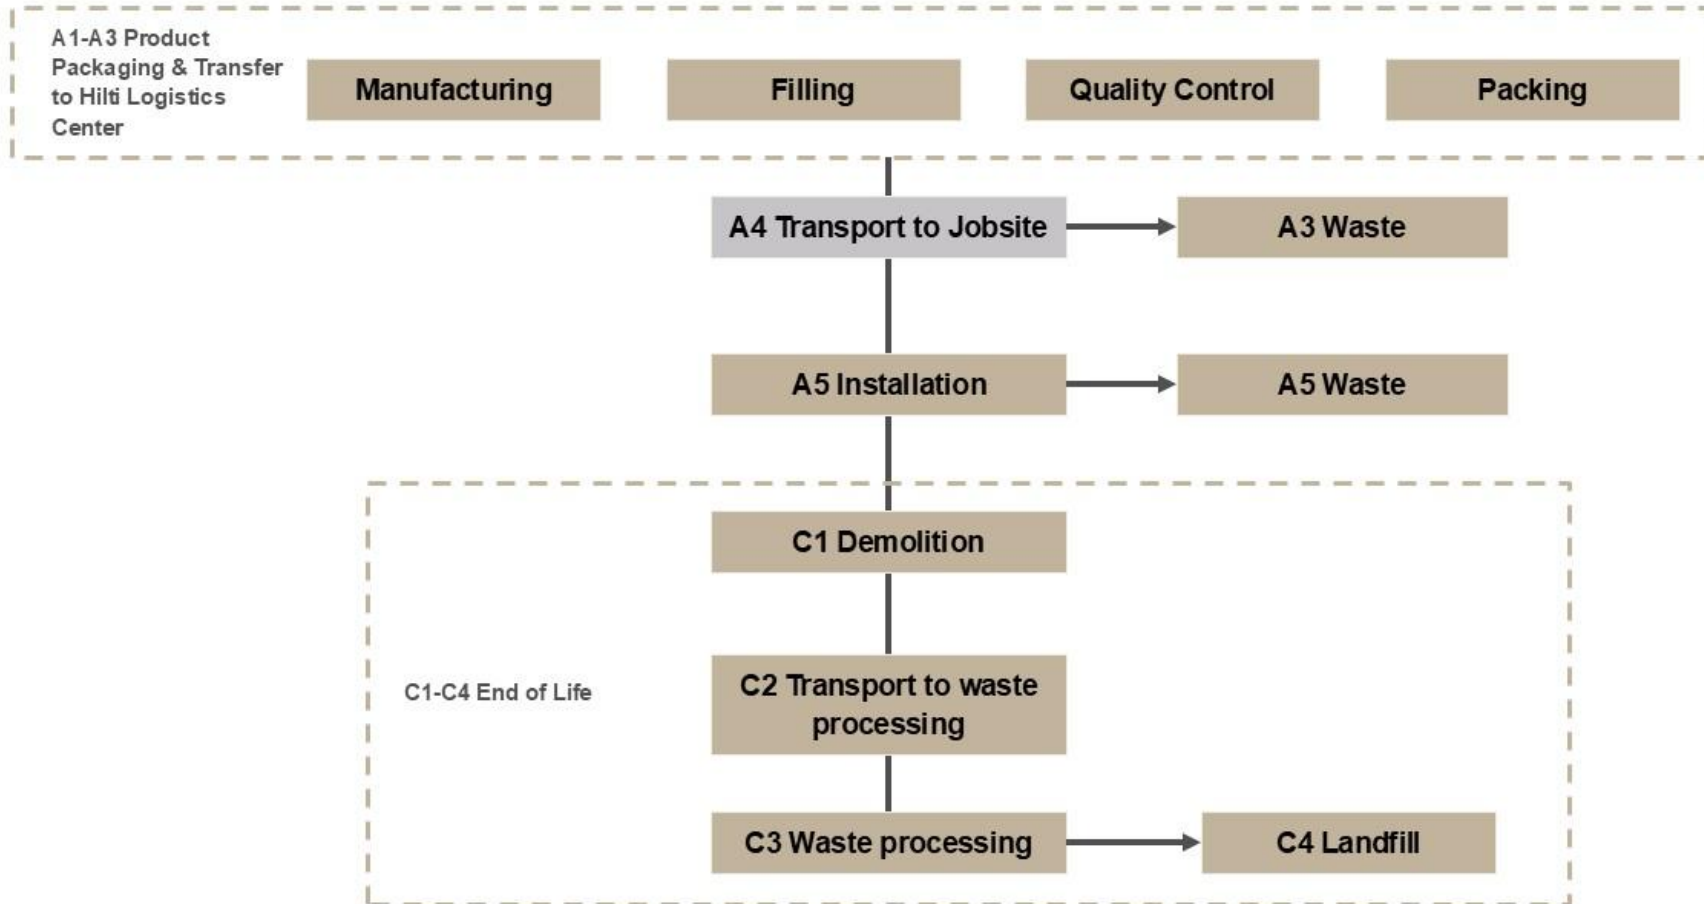 A1-A3 Product
Packaging & Transfer
to Hilti Logistics
Center
Manufacturing
Filling
Quality Control
Packing
A4 Transport to Jobsite
A3 Waste
A5 Installation
A5 Waste
C1 Demolition
C1-C4 End of Life
C2 Transport to waste
processing
C3 Waste processing
C4 Landfill